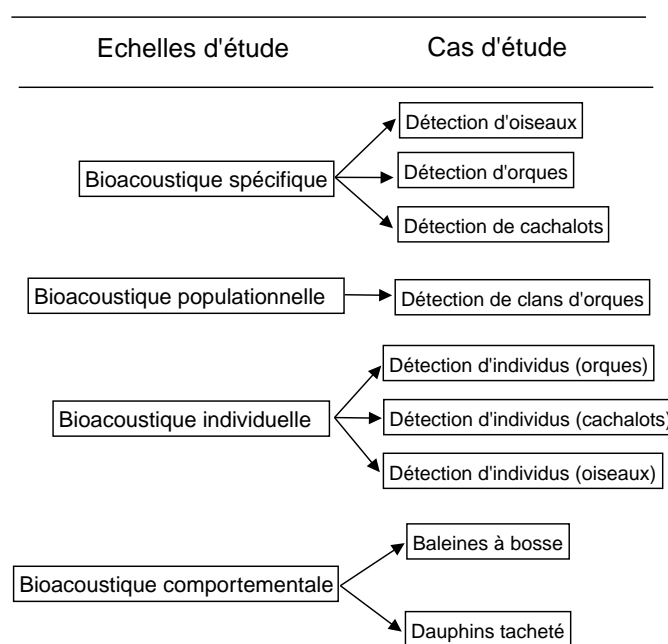 Echelles d'étude Cas d'étude
Détection d'oiseaux
Bioacoustique spécifique
Détection d'orques
Détection de cachalots
Bioacoustique populationnelle
Détection de clans d'orques
Détection d'individus (orques)
Bioacoustique individuelle
Détection d'individus (cachalots)
Détection d'individus (oiseaux)
Baleines à bosse
Bioacoustique comportementale
Dauphins tacheté